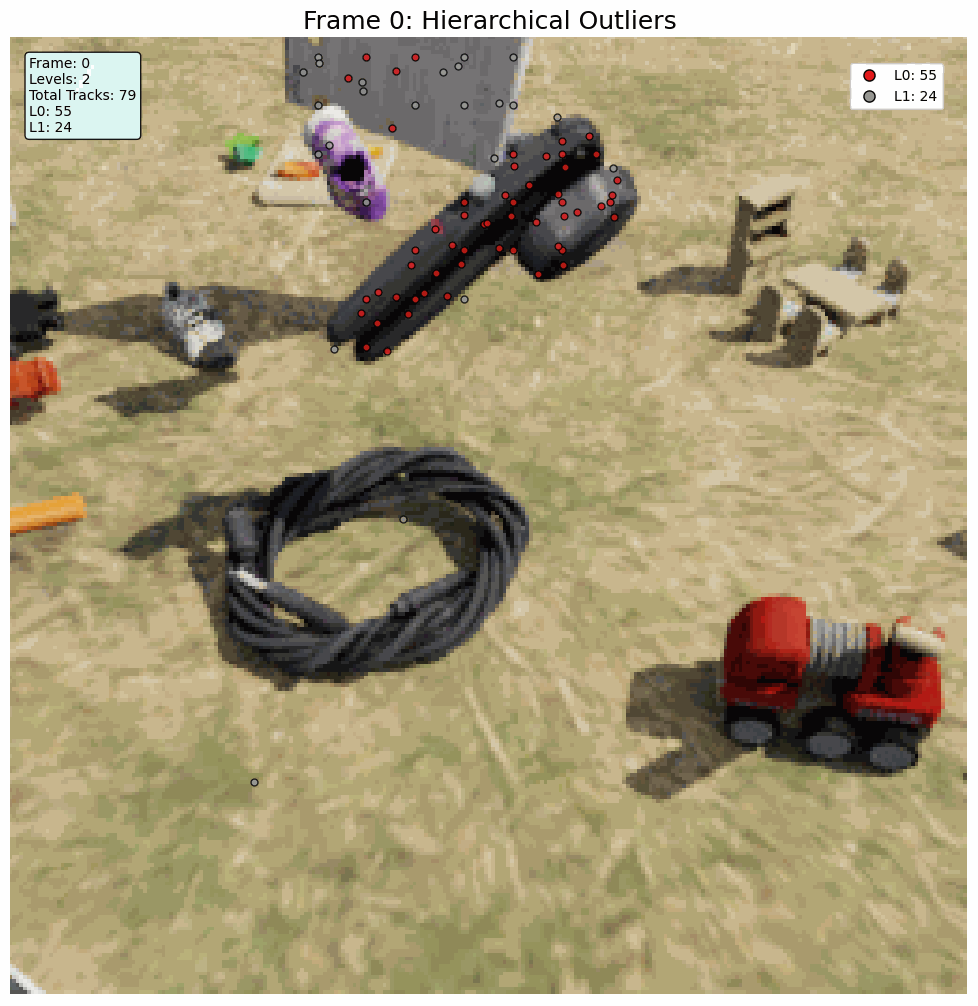 Frame 0: Hierarchical Outliers
Frame: 0
Levels: 2
Total Tracks: 79
L0: 55
L1: 24
L0: 55
L1: 24